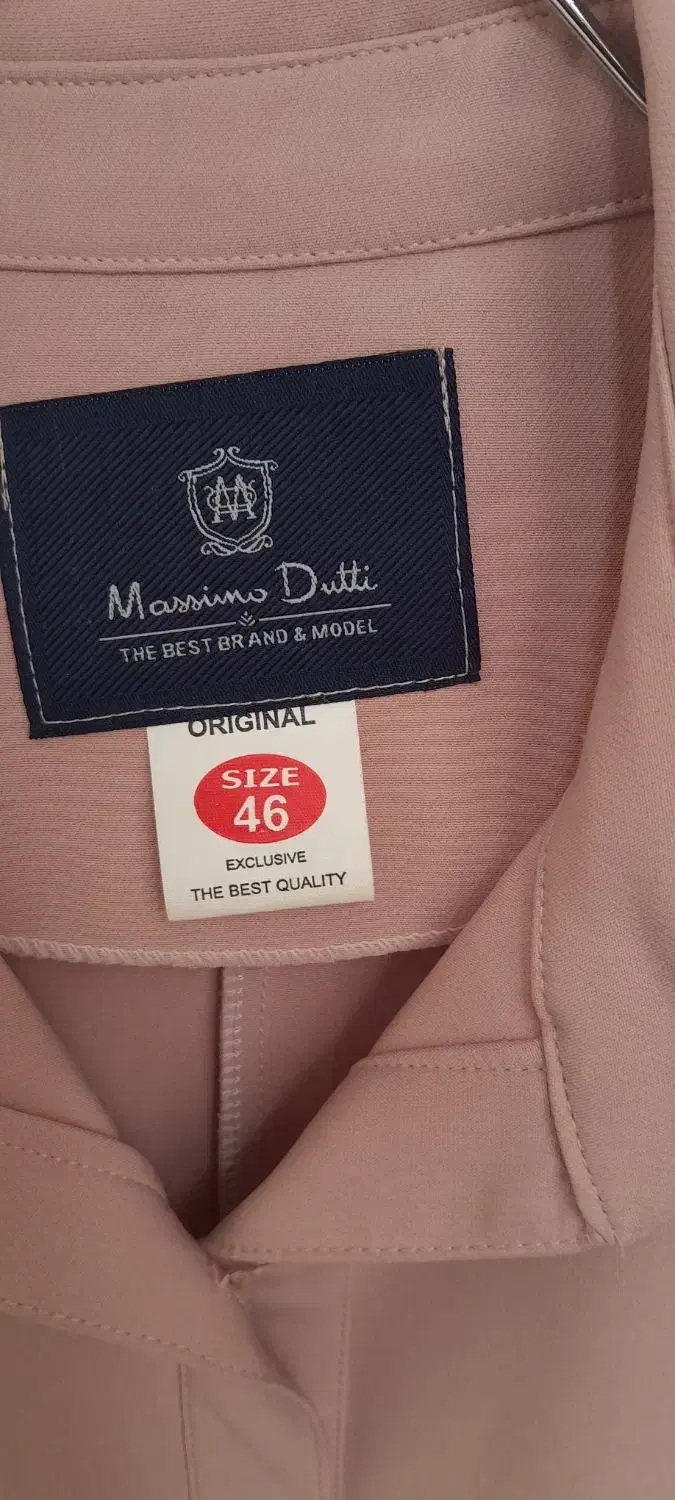 Massimo Dutti
THE BEST BRAND & MODEL
ORIGINAL
SIZE
46
EXCLUSIVE
THE BEST QUALITY